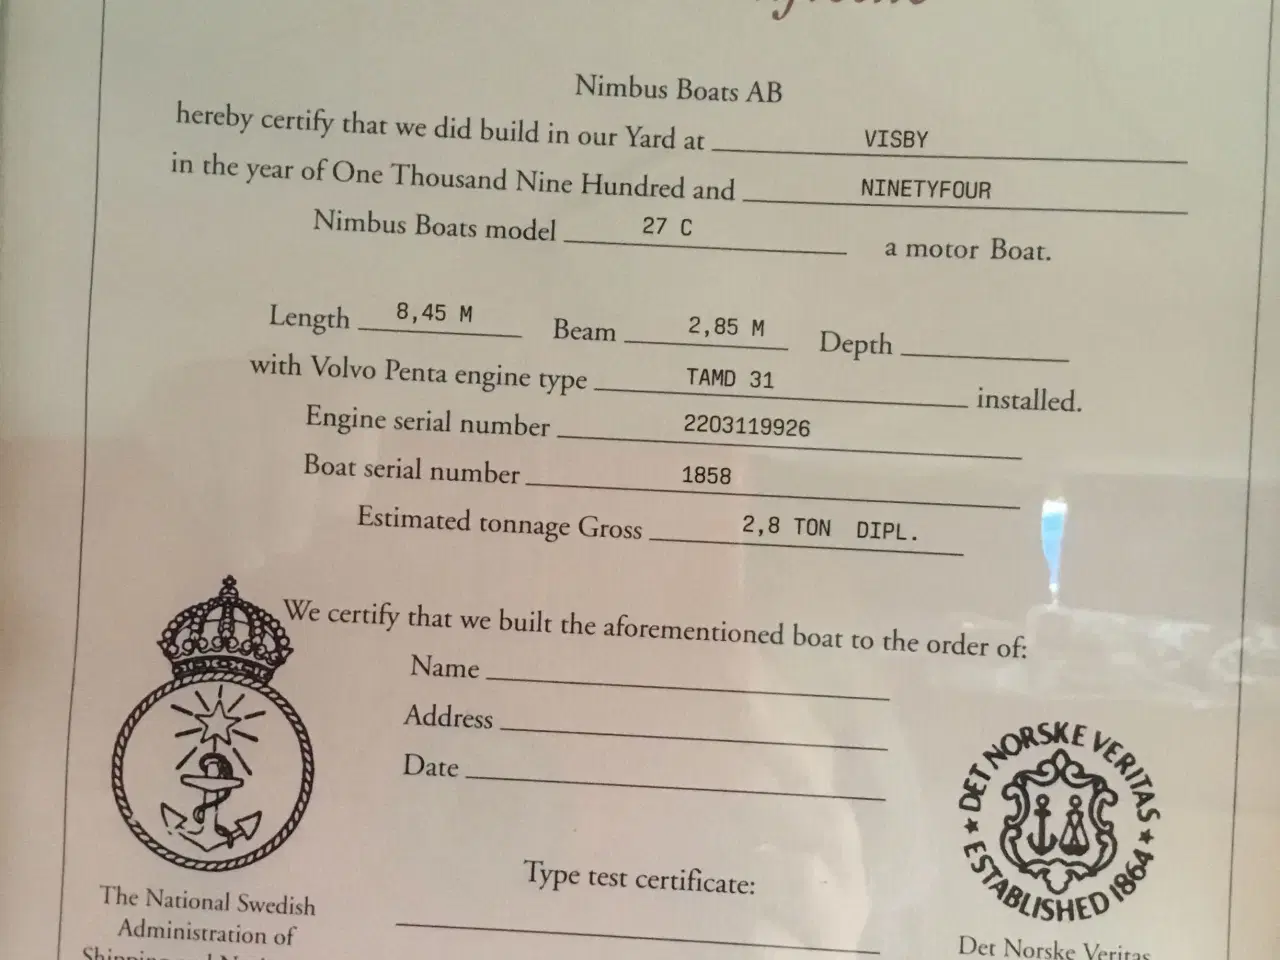 Nimbus Boats AB
hereby certify that we did build in our Yard at VISBY
in the year of One Thousand Nine Hundred and NINETYFOUR
Nimbus Boats model 27 C a motor Boat.
Length 8,45 M Beam 2,85 M Depth
with Volvo Penta engine type TAMD 31 installed.
Engine serial number 2203119926
Boat serial number 1858
Estimated tonnage Gross 2,8 TON DIPL.
We certify that we built the aforementioned boat to the order of:
Name
Address
Date
DET NORSKE VERITAS
ESTABLISHED 1864
Type test certificate:
The National Swedish
Administration of
Det Norske Veritas